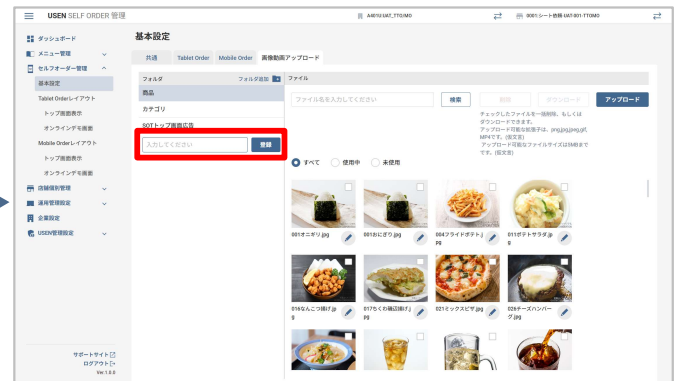 USEN SELF ORDER 管理
A401U:UAT_TTO/MO
0001:シート依頼-UAT-001-TTOMO
ダッシュボード
メニュー管理
セルフオーダー管理
基本設定
Tablet Orderレイアウト
トップ画面表示
オンラインデモ画面
Mobile Orderレイアウト
トップ画面表示
オンラインデモ画面
店舗個別管理
運用管理設定
企業設定
USEN管理設定
サポートサイト
ログアウト
Ver.1.0.0
基本設定
共通
Tablet Order
Mobile Order
画像動画アップロード
フォルダ
フォルダ追加
商品
カテゴリ
SOTトップ画面広告
入力してください
登録
ファイル
ファイル名を入力してください
検索
削除
ダウンロード
アップロード
チェックしたファイルを一括削除、もしくは
ダウンロードできます。
アップロード可能な拡張子は、png,jpg,jpeg,gif,
MP4です。(仮文言)
アップロード可能なファイルサイズは5MBまで
です。(仮文言)
すべて
使用中
未使用
001オニギリ.jpg
001おにぎり.jpg
004フライドポテト.j
pg
011ポテトサラダ.jp
g
016なんこつ揚げ.jp
g
017ちくわ磯辺揚げ.j
pg
021ミックスピザ.jpg
026チーズハンバー
グ.jpg